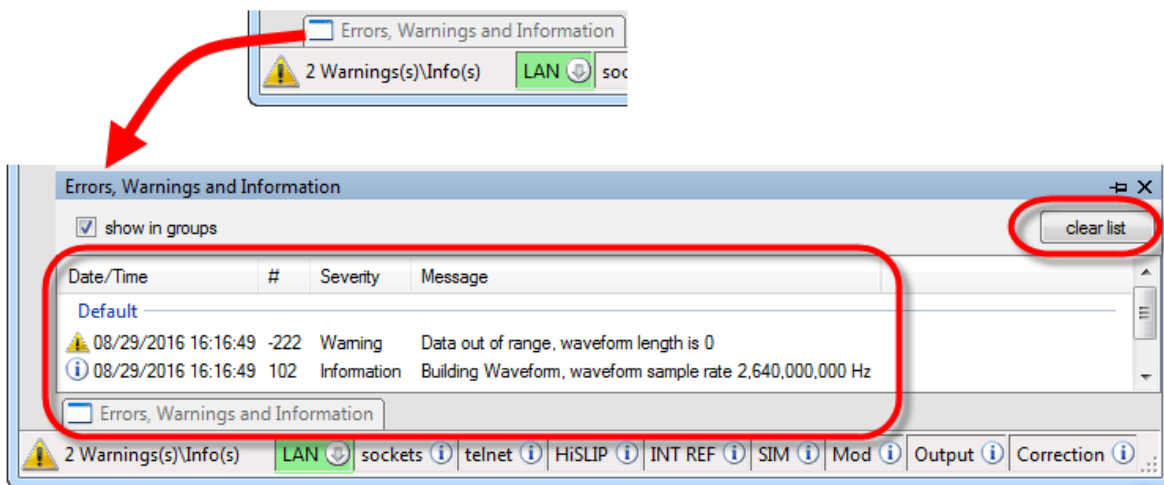 Errors, Warnings and Information
2 Warnings(s)\Info(s) LAN soc
Errors, Warnings and Information
show in groups clear list
Date/Time # Severity Message
Default
08/29/2016 16:16:49 -222 Warning Data out of range, waveform length is 0
08/29/2016 16:16:49 102 Information Building Waveform, waveform sample rate 2,640,000,000 Hz
Errors, Warnings and Information
2 Warnings(s)\Info(s) LAN sockets telnet HiSLIP INT REF SIM Mod Output Correction